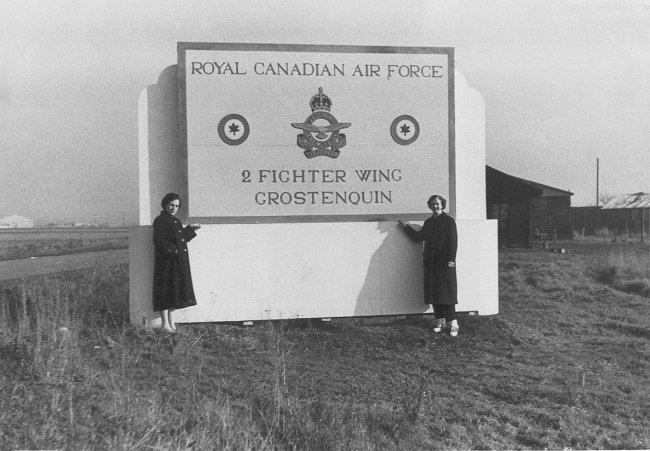 ROYAL CANADIAN AIR FORCE
2 FIGHTER WING
GROSTENQUIN